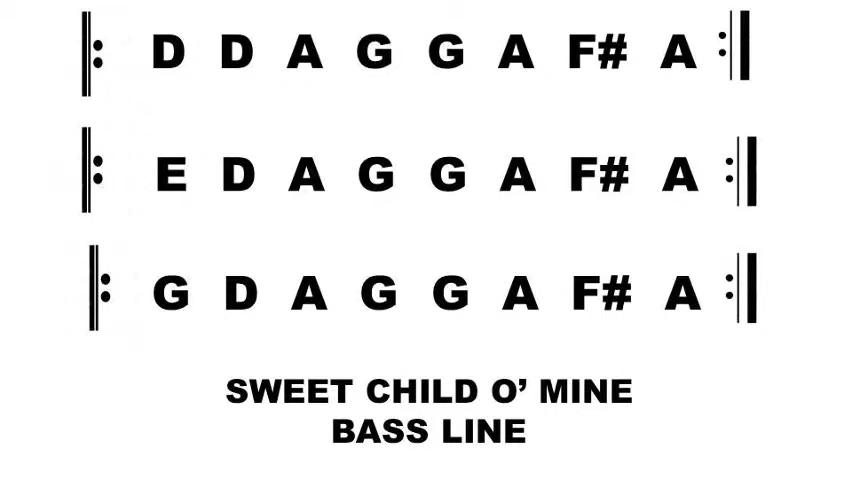 D D A G G A F# A
E D A G G A F# A
G D A G G A F# A
SWEET CHILD O’ MINE
BASS LINE